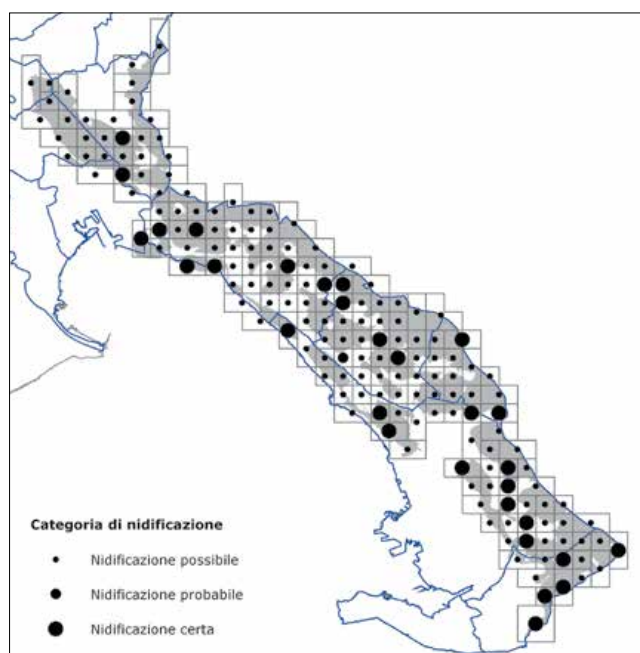 Categoria di nidificazione
Nidificazione possibile
Nidificazione probabile
Nidificazione certa